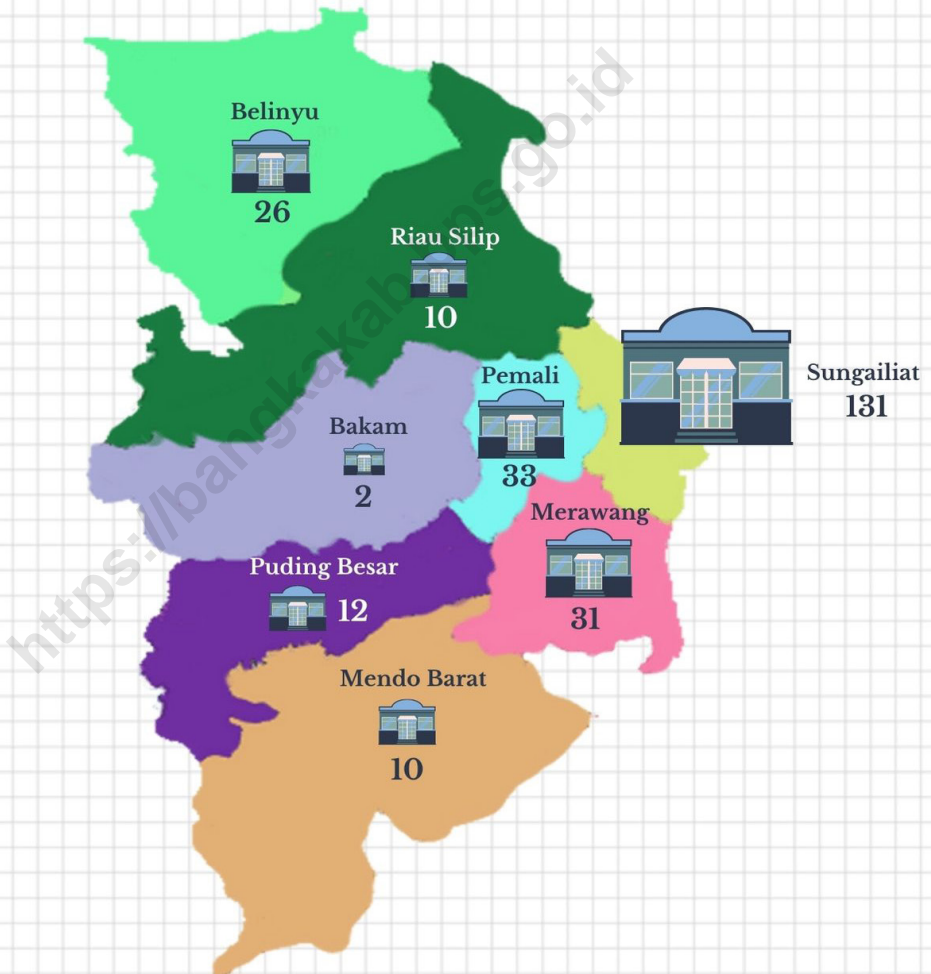 Belinyu
26
Riau Silip
10
Sungailiat
131
Pemali
33
Bakam
2
Merawang
31
Puding Besar
12
Mendo Barat
10
https://bangkakab.bps.go.id